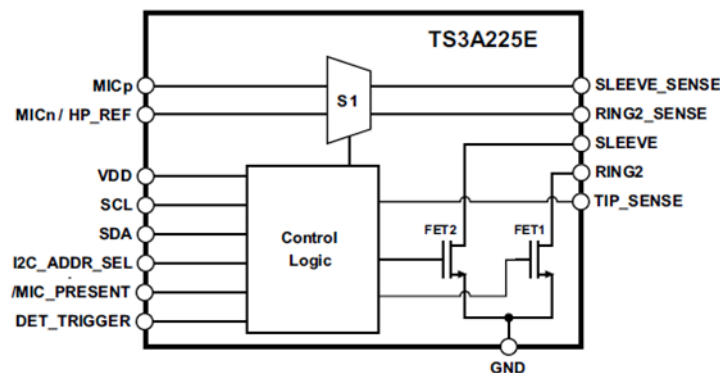 TS3A225E
MICp
SLEEVE_SENSE
S1
MICn / HP_REF
RING2_SENSE
SLEEVE
VDD
RING2
SCL
TIP_SENSE
SDA
FET2
FET1
Control
Logic
I2C_ADDR_SEL
/MIC_PRESENT
DET_TRIGGER
GND